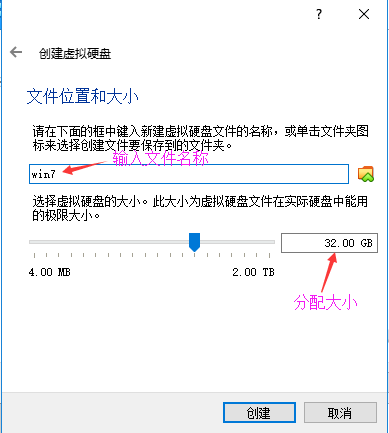 ?
创建虚拟硬盘
文件位置和大小
请在下面的框中键入新建虚拟硬盘文件的名称，或单击文件夹图
标来选择创建文件要保存到的文件夹。
输入文件名称
win7
选择虚拟硬盘的大小。此大小为虚拟硬盘文件在实际硬盘中能用
的极限大小。
32.00 GB
4.00 MB
2.00 TB
分配大小
创建
取消